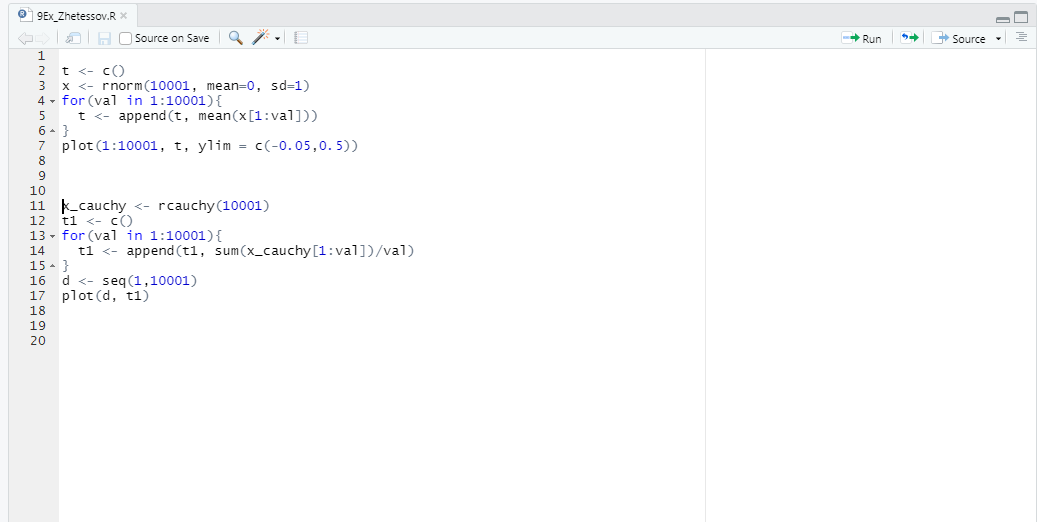 9Ex_Zhetessov.R
Source on Save Run Source
1
2 t <- c()
3 x <- rnorm(10001, mean=0, sd=1)
4 for(val in 1:10001){
5   t <- append(t, mean(x[1:val]))
6 }
7 plot(1:10001, t, ylim = c(-0.05,0.5))
8
9
10
11 x_cauchy <- rcauchy(10001)
12 t1 <- c()
13 for(val in 1:10001){
14   t1 <- append(t1, sum(x_cauchy[1:val])/val)
15 }
16 d <- seq(1,10001)
17 plot(d, t1)
18
19
20